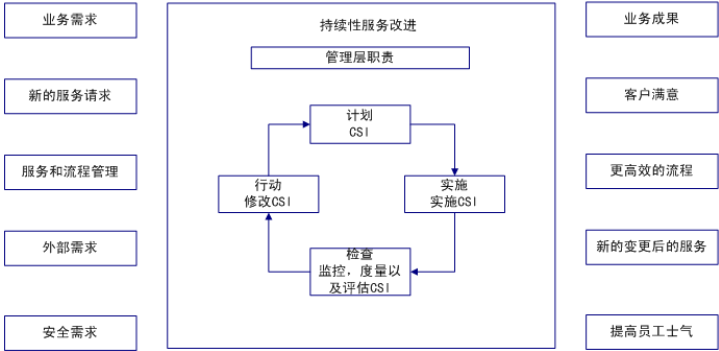 业务需求
新的服务请求
服务和流程管理
外部需求
安全需求
持续性服务改进
管理层职责
计划
CSI
实施
实施CSI
检查
监控，度量以
及评估CSI
行动
修改CSI
业务成果
客户满意
更高效的流程
新的变更后的服务
提高员工士气